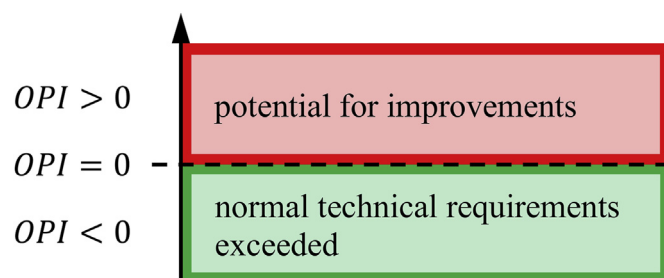 OPI > 0
potential for improvements
OPI = 0
normal technical requirements
OPI < 0
exceeded